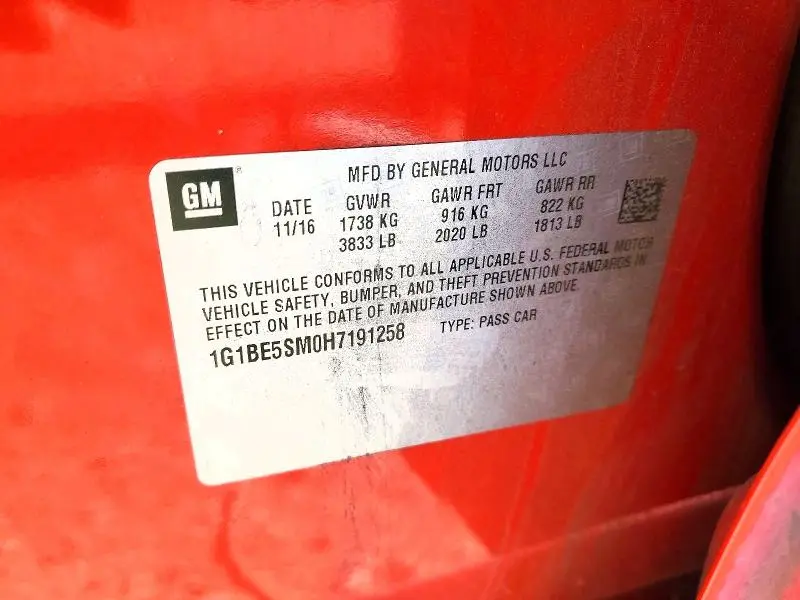 GM
MFD BY GENERAL MOTORS LLC
DATE GVWR GAWR FRT GAWR RR
11/16 1738 KG 916 KG 822 KG
3833 LB 2020 LB 1813 LB
THIS VEHICLE CONFORMS TO ALL APPLICABLE U.S. FEDERAL MOTOR
VEHICLE SAFETY, BUMPER, AND THEFT PREVENTION STANDARDS IN
EFFECT ON THE DATE OF MANUFACTURE SHOWN ABOVE.
1G1BE5SM0H7191258 TYPE: PASS CAR